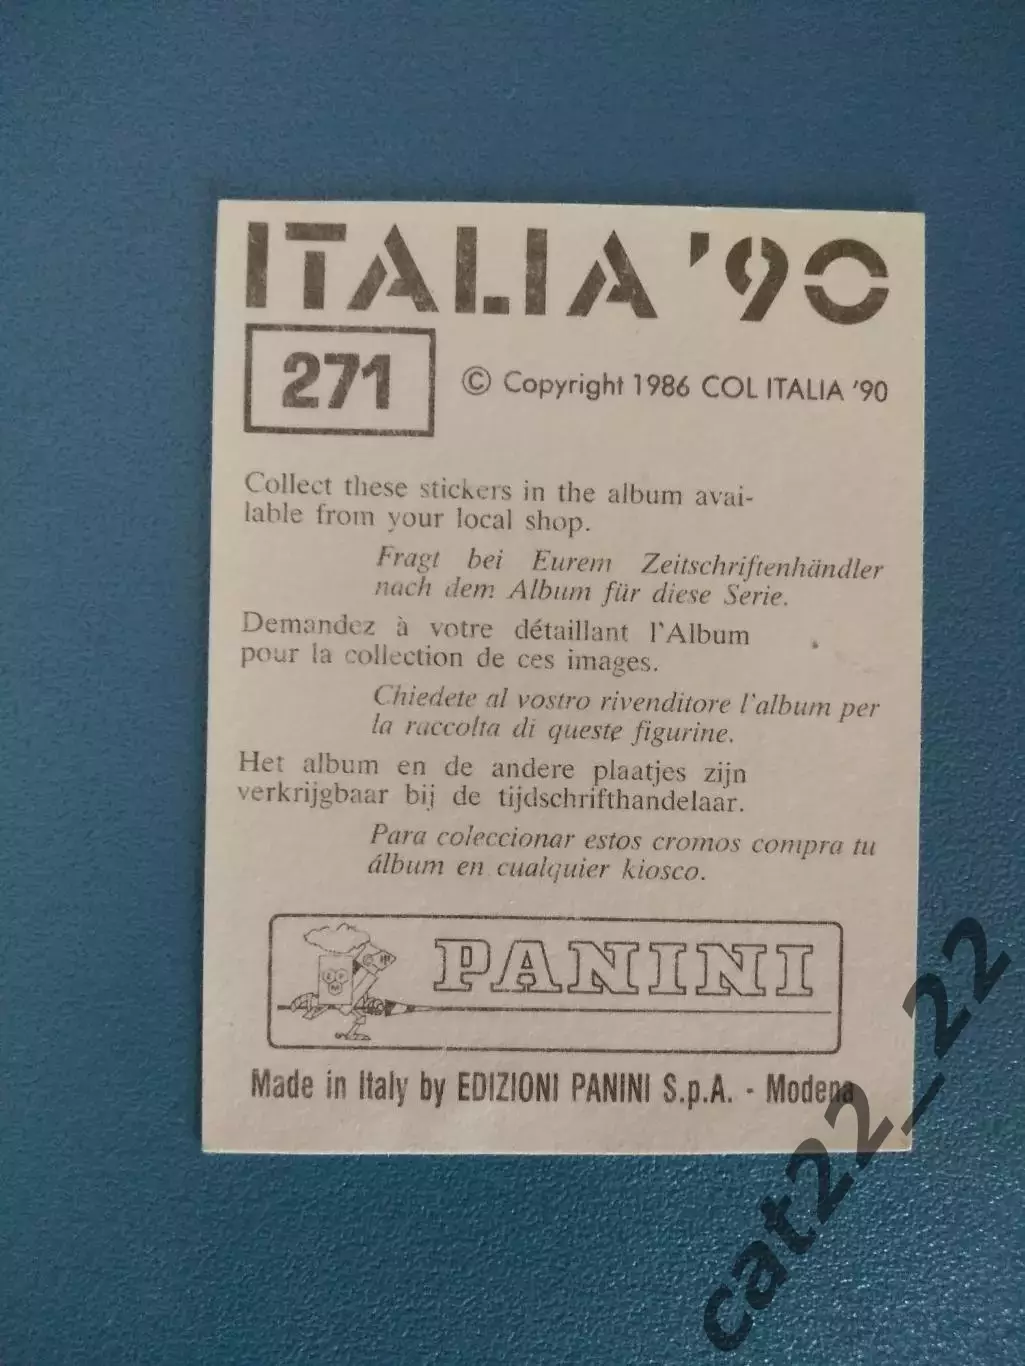 ITALIA '90
271
© Copyright 1986 COL ITALIA '90
Collect these stickers in the album avai-
lable from your local shop.
Fragt bei Eurem Zeitschriftenhändler
nach dem Album für diese Serie.
Demandez à votre détaillant l'Album
pour la collection de ces images.
Chiedete al vostro rivenditore l'album per
la raccolta di queste figurine.
Het album en de andere plaatjes zijn
verkrijgbaar bij de tijdschrifthandelaar.
Para coleccionar estos cromos compra tu
álbum en cualquier kiosco.
PANINI
Made in Italy by EDIZIONI PANINI S.p.A. - Modena
cat22_22